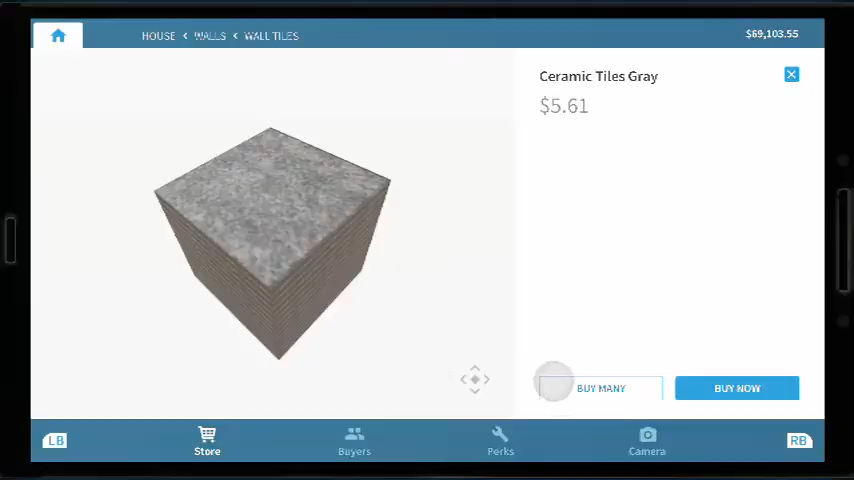 HOUSE < WALLS < WALL TILES
$69,103.55
Ceramic Tiles Gray
$5.61
BUY MANY
BUY NOW
LB
Store
Buyers
Perks
Camera
RB